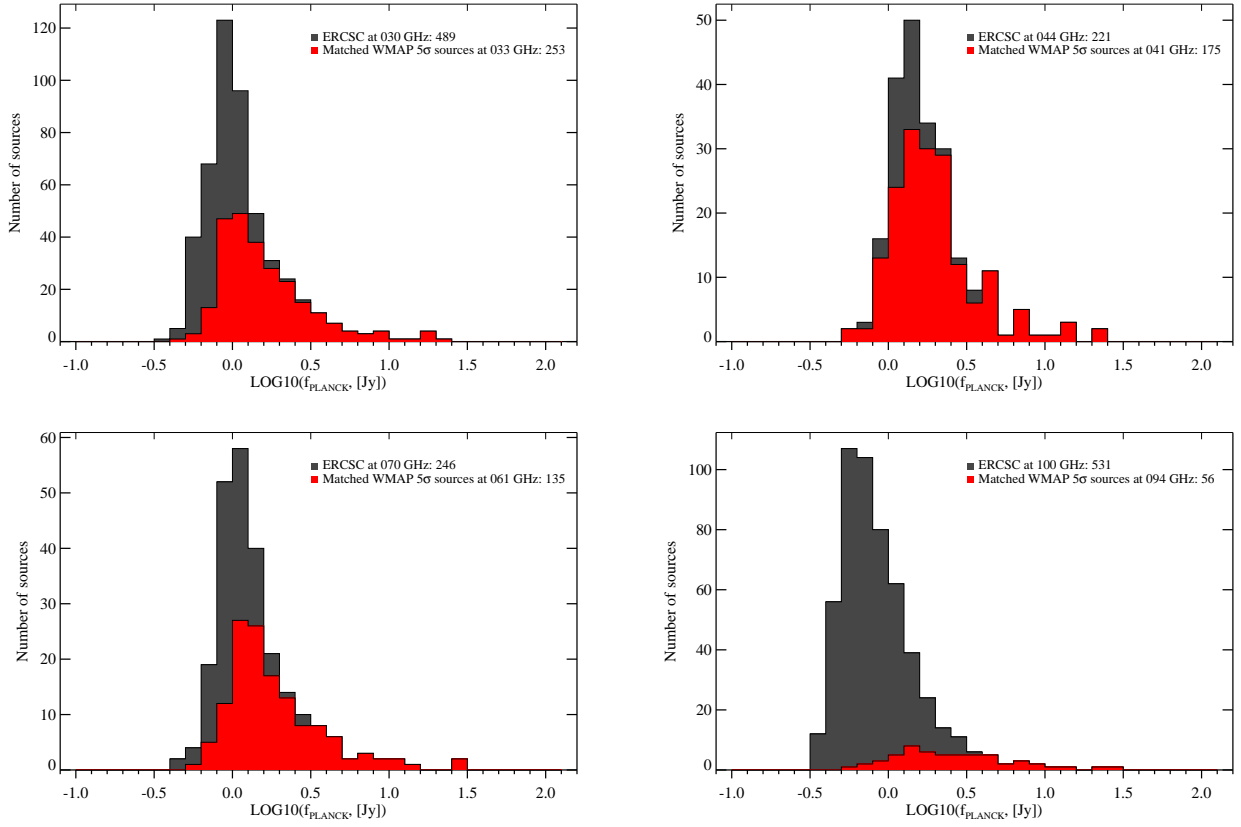 ERCSC at 030 GHz: 489
Matched WMAP 5σ sources at 033 GHz: 253
120
100
80
60
40
20
0
Number of sources
-1.0 -0.5 0.0 0.5 1.0 1.5 2.0
LOG10(f_PLANCK, [Jy])
ERCSC at 044 GHz: 221
Matched WMAP 5σ sources at 041 GHz: 175
50
40
30
20
10
0
Number of sources
-1.0 -0.5 0.0 0.5 1.0 1.5 2.0
LOG10(f_PLANCK, [Jy])
ERCSC at 070 GHz: 246
Matched WMAP 5σ sources at 061 GHz: 135
60
50
40
30
20
10
0
Number of sources
-1.0 -0.5 0.0 0.5 1.0 1.5 2.0
LOG10(f_PLANCK, [Jy])
ERCSC at 100 GHz: 531
Matched WMAP 5σ sources at 094 GHz: 56
100
80
60
40
20
0
Number of sources
-1.0 -0.5 0.0 0.5 1.0 1.5 2.0
LOG10(f_PLANCK, [Jy])